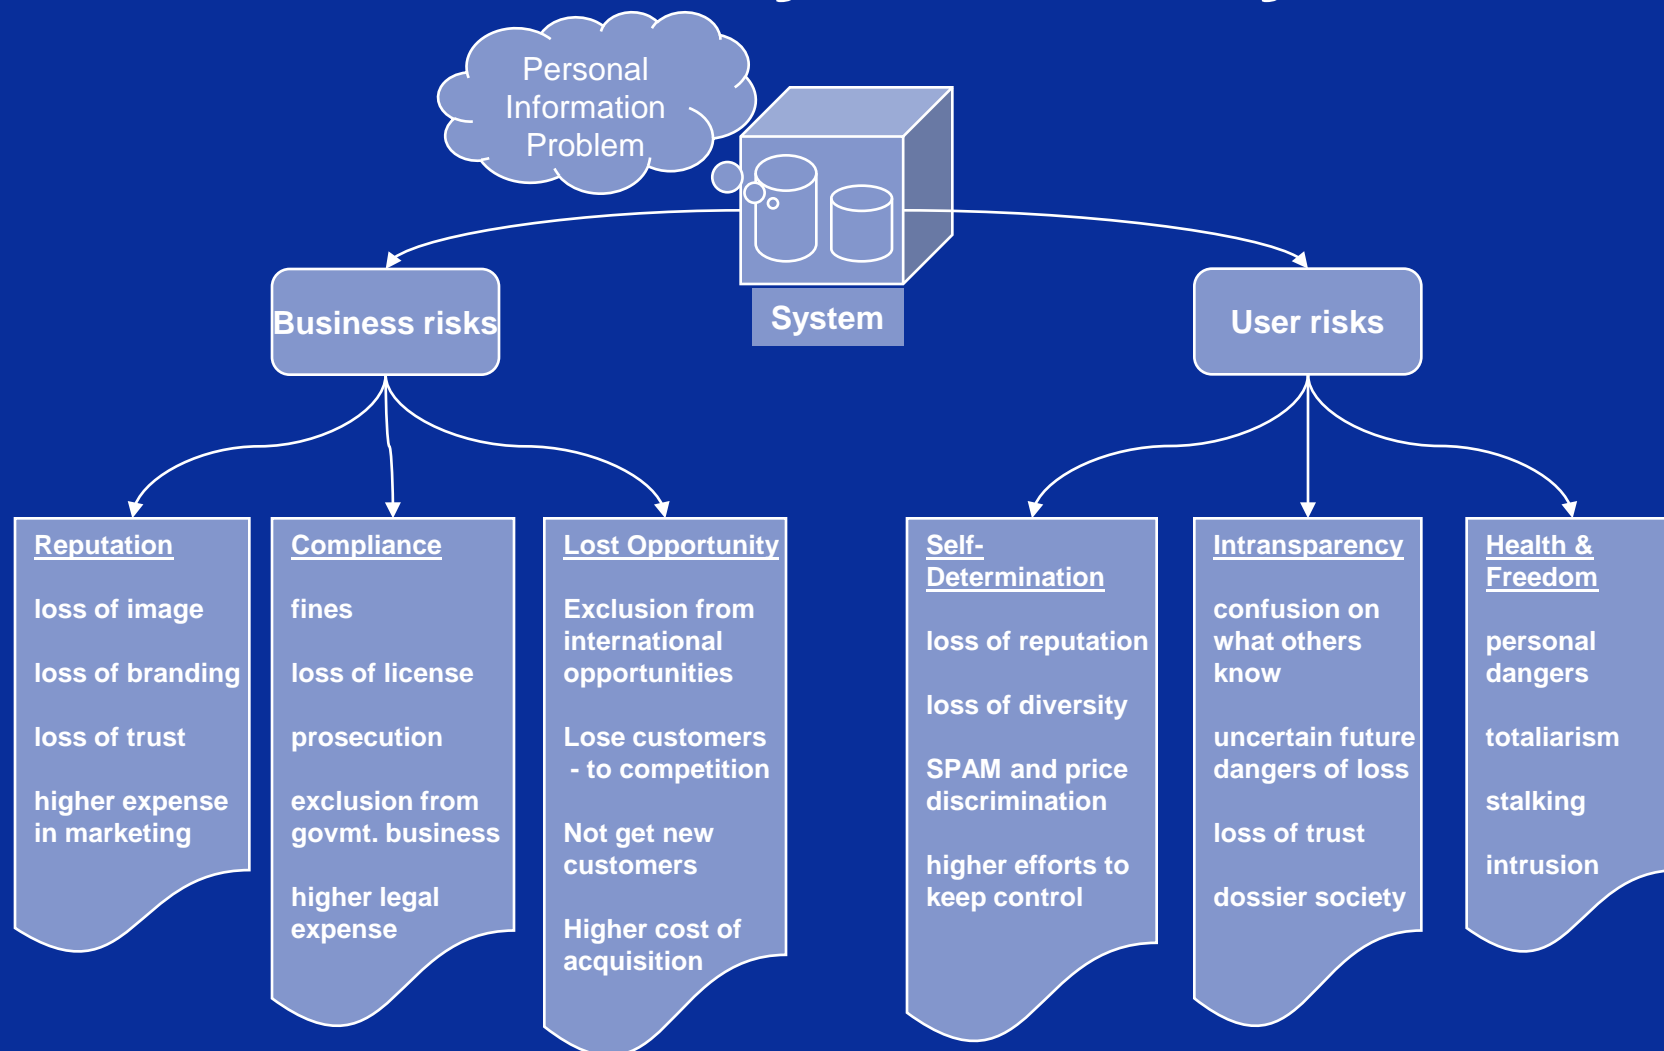 Personal
Information
Problem
System
Business risks
User risks
Reputation
loss of image
loss of branding
loss of trust
higher expense
in marketing
Compliance
fines
loss of license
prosecution
exclusion from
govmt. business
higher legal
expense
Lost Opportunity
Exclusion from
international
opportunities
Lose customers
- to competition
Not get new
customers
Higher cost of
acquisition
Self-
Determination
loss of reputation
loss of diversity
SPAM and price
discrimination
higher efforts to
keep control
Intransparency
confusion on
what others
know
uncertain future
dangers of loss
loss of trust
dossier society
Health &
Freedom
personal
dangers
totaliarism
stalking
intrusion